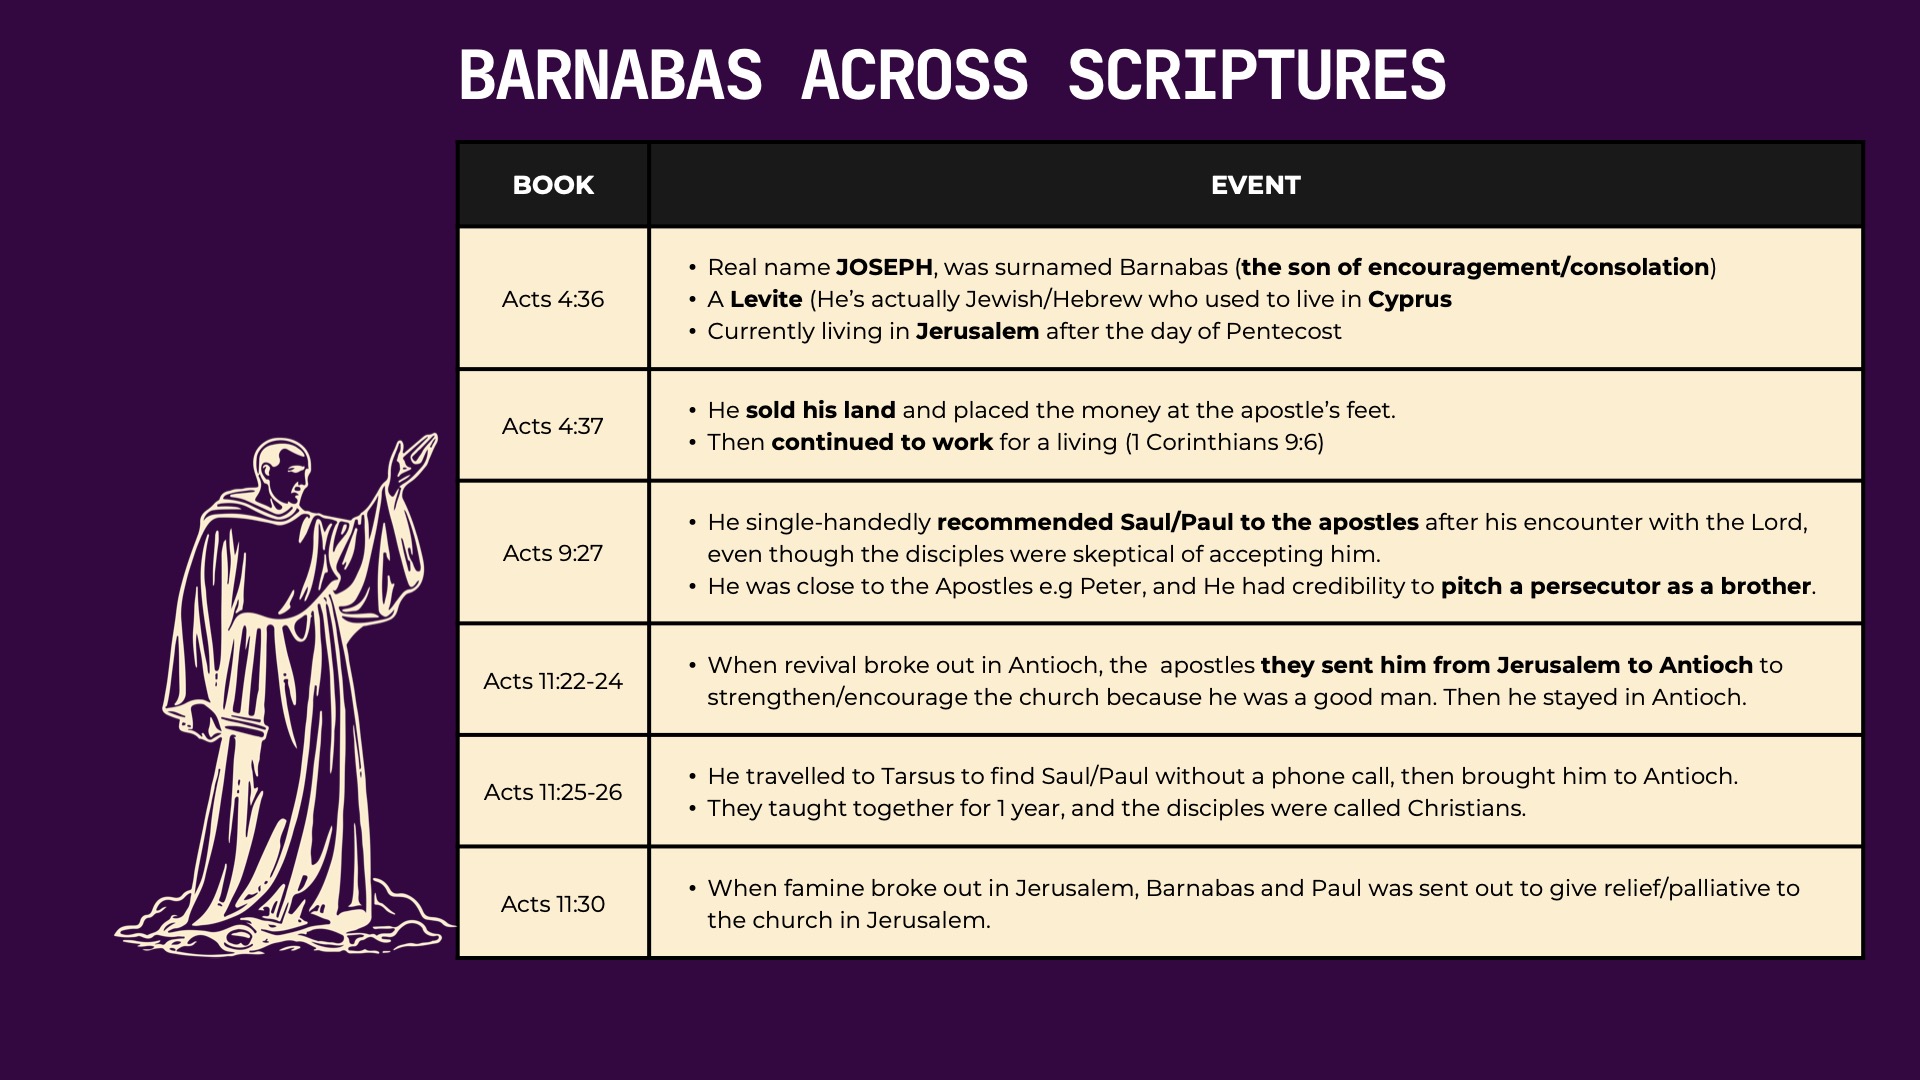 BARNABAS ACROSS SCRIPTURES
BOOK
EVENT
Acts 4:36
• Real name JOSEPH, was surnamed Barnabas (the son of encouragement/consolation)
• A Levite (He’s actually Jewish/Hebrew who used to live in Cyprus
• Currently living in Jerusalem after the day of Pentecost
Acts 4:37
• He sold his land and placed the money at the apostle’s feet.
• Then continued to work for a living (1 Corinthians 9:6)
Acts 9:27
• He single-handedly recommended Saul/Paul to the apostles after his encounter with the Lord,
even though the disciples were skeptical of accepting him.
• He was close to the Apostles e.g Peter, and He had credibility to pitch a persecutor as a brother.
Acts 11:22-24
• When revival broke out in Antioch, the  apostles they sent him from Jerusalem to Antioch to
strengthen/encourage the church because he was a good man. Then he stayed in Antioch.
Acts 11:25-26
• He travelled to Tarsus to find Saul/Paul without a phone call, then brought him to Antioch.
• They taught together for 1 year, and the disciples were called Christians.
Acts 11:30
• When famine broke out in Jerusalem, Barnabas and Paul was sent out to give relief/palliative to
the church in Jerusalem.